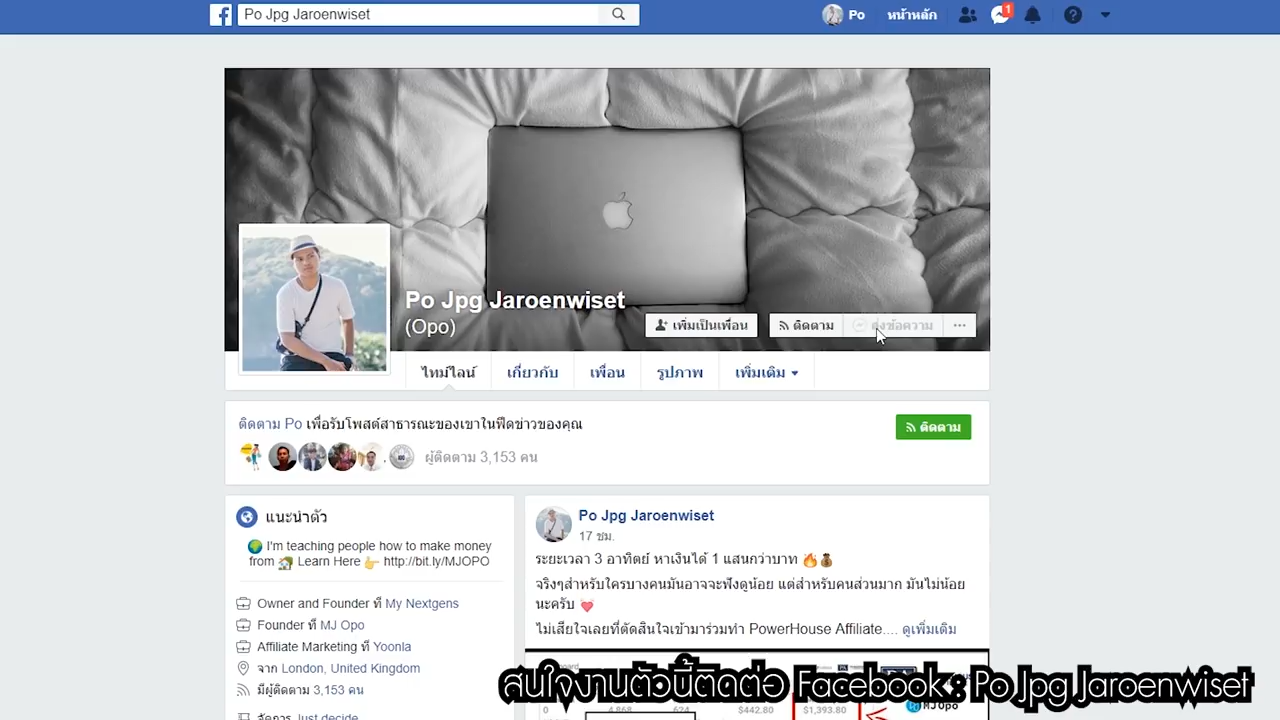 Po Jpg Jaroenwiset
Po
หน้าหลัก
1
Po Jpg Jaroenwiset
(Opo)
เพิ่มเป็นเพื่อน
ติดตาม
ส่งข้อความ
ไทม์ไลน์
เกี่ยวกับ
เพื่อน
รูปภาพ
เพิ่มเติม
ติดตาม Po เพื่อรับโพสต์สาธารณะของเขาในฟีดข่าวของคุณ
ติดตาม
ผู้ติดตาม 3,153 คน
แนะนำตัว
I'm teaching people how to make money
from Learn Here http://bit.ly/MJOPO
Owner and Founder ที่ My Nextgens
Founder ที่ MJ Opo
Affiliate Marketing ที่ Yoonla
จาก London, United Kingdom
มีผู้ติดตาม 3,153 คน
จัดการ Just decide
Po Jpg Jaroenwiset
17 ชม.
ระยะเวลา 3 อาทิตย์ หาเงินได้ 1 แสนกว่าบาท
จริงๆสำหรับใครบางคนมันอาจจะฟังดูน้อย แต่สำหรับคนส่วนมาก มันไม่น้อย
นะครับ
ไม่เสียใจเลยที่ตัดสินใจเข้ามาร่วมทำ PowerHouse Affiliate.... ดูเพิ่มเติม
สนใจงานตัวนี้ติดต่อ Facebook : Po Jpg Jaroenwiset
0
4,868
624
$442.80
$1,393.80
MJ Opo